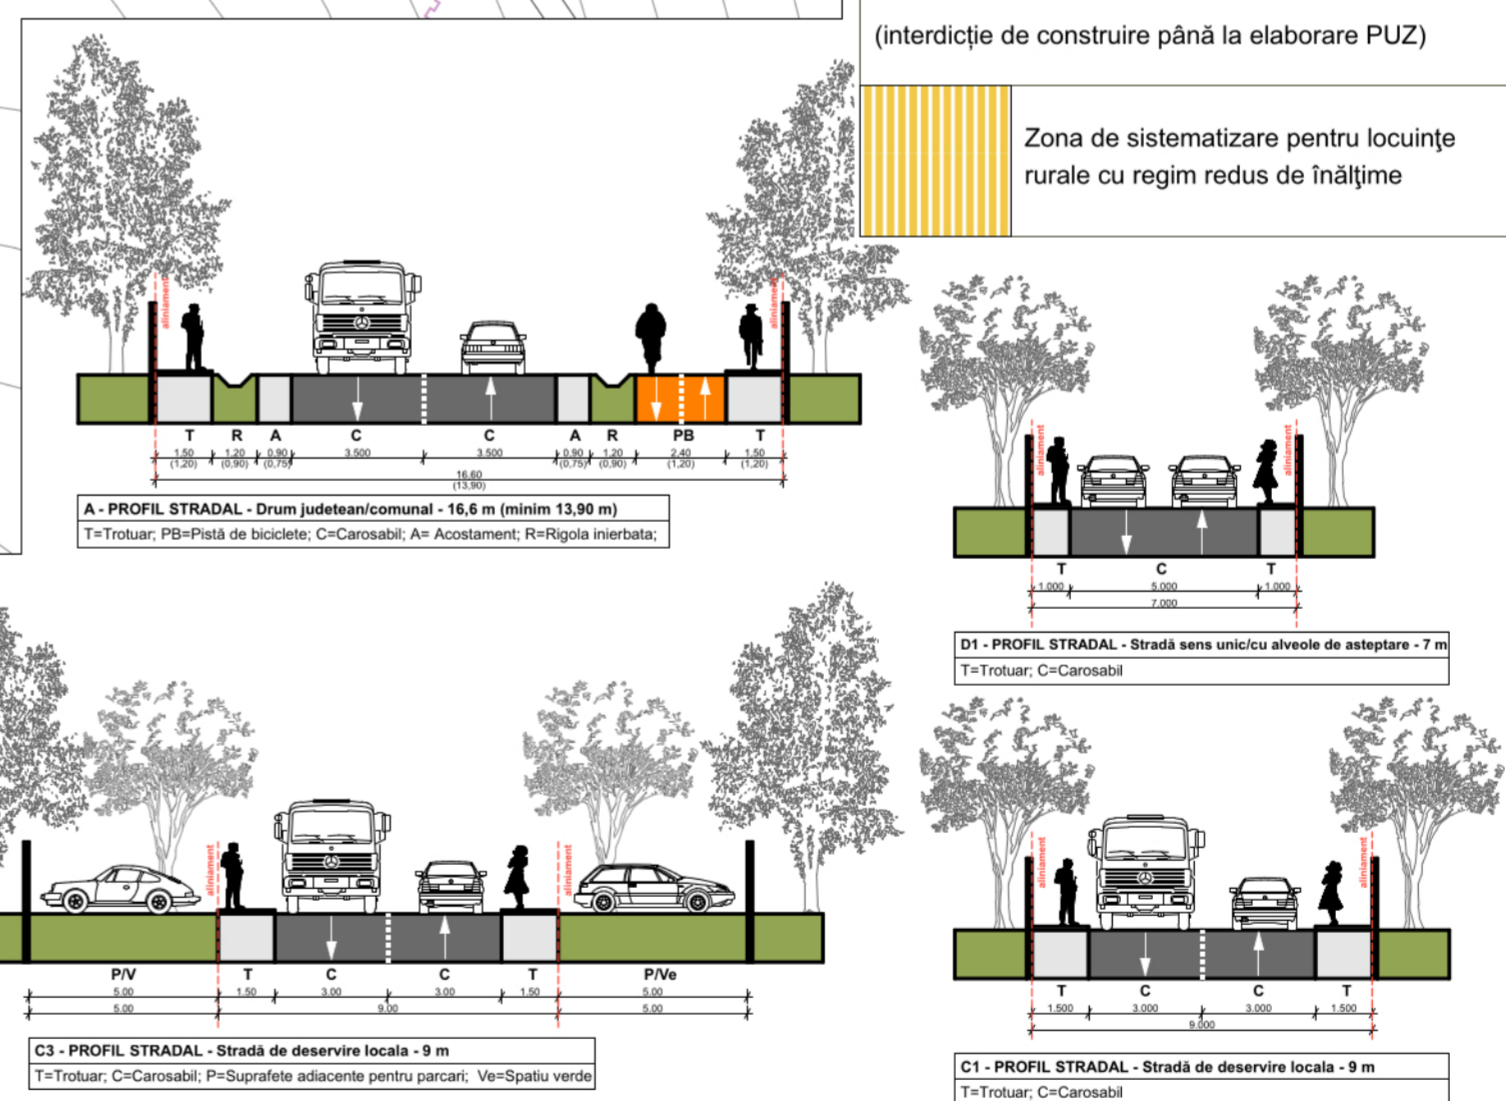 (interdicție de construire până la elaborare PUZ)
Zona de sistematizare pentru locuințe
rurale cu regim redus de înălțime
aliniament
aliniament
T R A C C A R PB T
1.50 1.20 0.90 3.500 3.500 0.90 1.20 2.40 1.50
(1,20) (0,90) (0,75) (0,75) (0,90) (1,20) (1,20)
16.60
(13,90)
A - PROFIL STRADAL - Drum judetean/comunal - 16,6 m (minim 13,90 m)
T=Trotuar; PB=Pistă de biciclete; C=Carosabil; A= Acostament; R=Rigola inierbata;
aliniament
aliniament
T C T
1.000 5.000 1.000
7.000
D1 - PROFIL STRADAL - Stradă sens unic/cu alveole de asteptare - 7 m
T=Trotuar; C=Carosabil
aliniament
aliniament
P/V T C C T P/Ve
5.00 1.50 3.00 3.00 1.50 5.00
5.00 9.00 5.00
C3 - PROFIL STRADAL - Stradă de deservire locala - 9 m
T=Trotuar; C=Carosabil; P=Suprafete adiacente pentru parcari; Ve=Spatiu verde
aliniament
aliniament
T C C T
1.500 3.000 3.000 1.500
9.000
C1 - PROFIL STRADAL - Stradă de deservire locala - 9 m
T=Trotuar; C=Carosabil